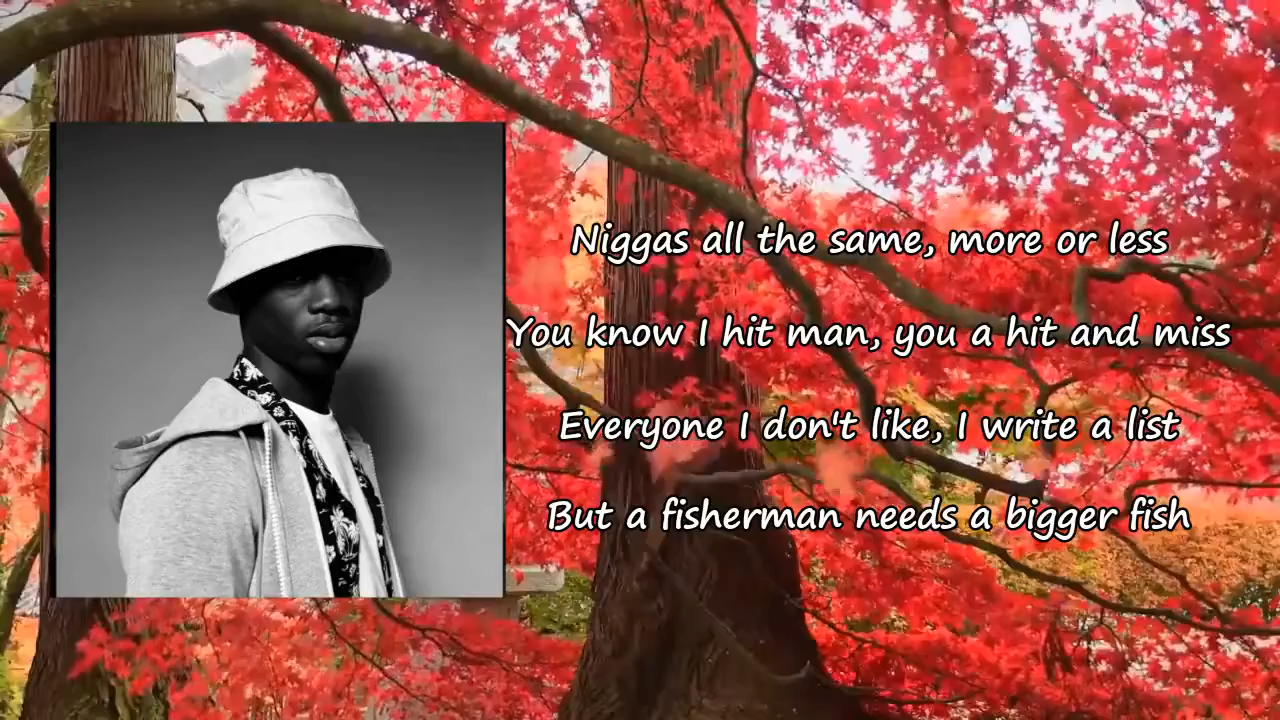 Niggas all the same, more or less
You know I hit man, you a hit and miss
Everyone I don't like, I write a list
But a fisherman needs a bigger fish